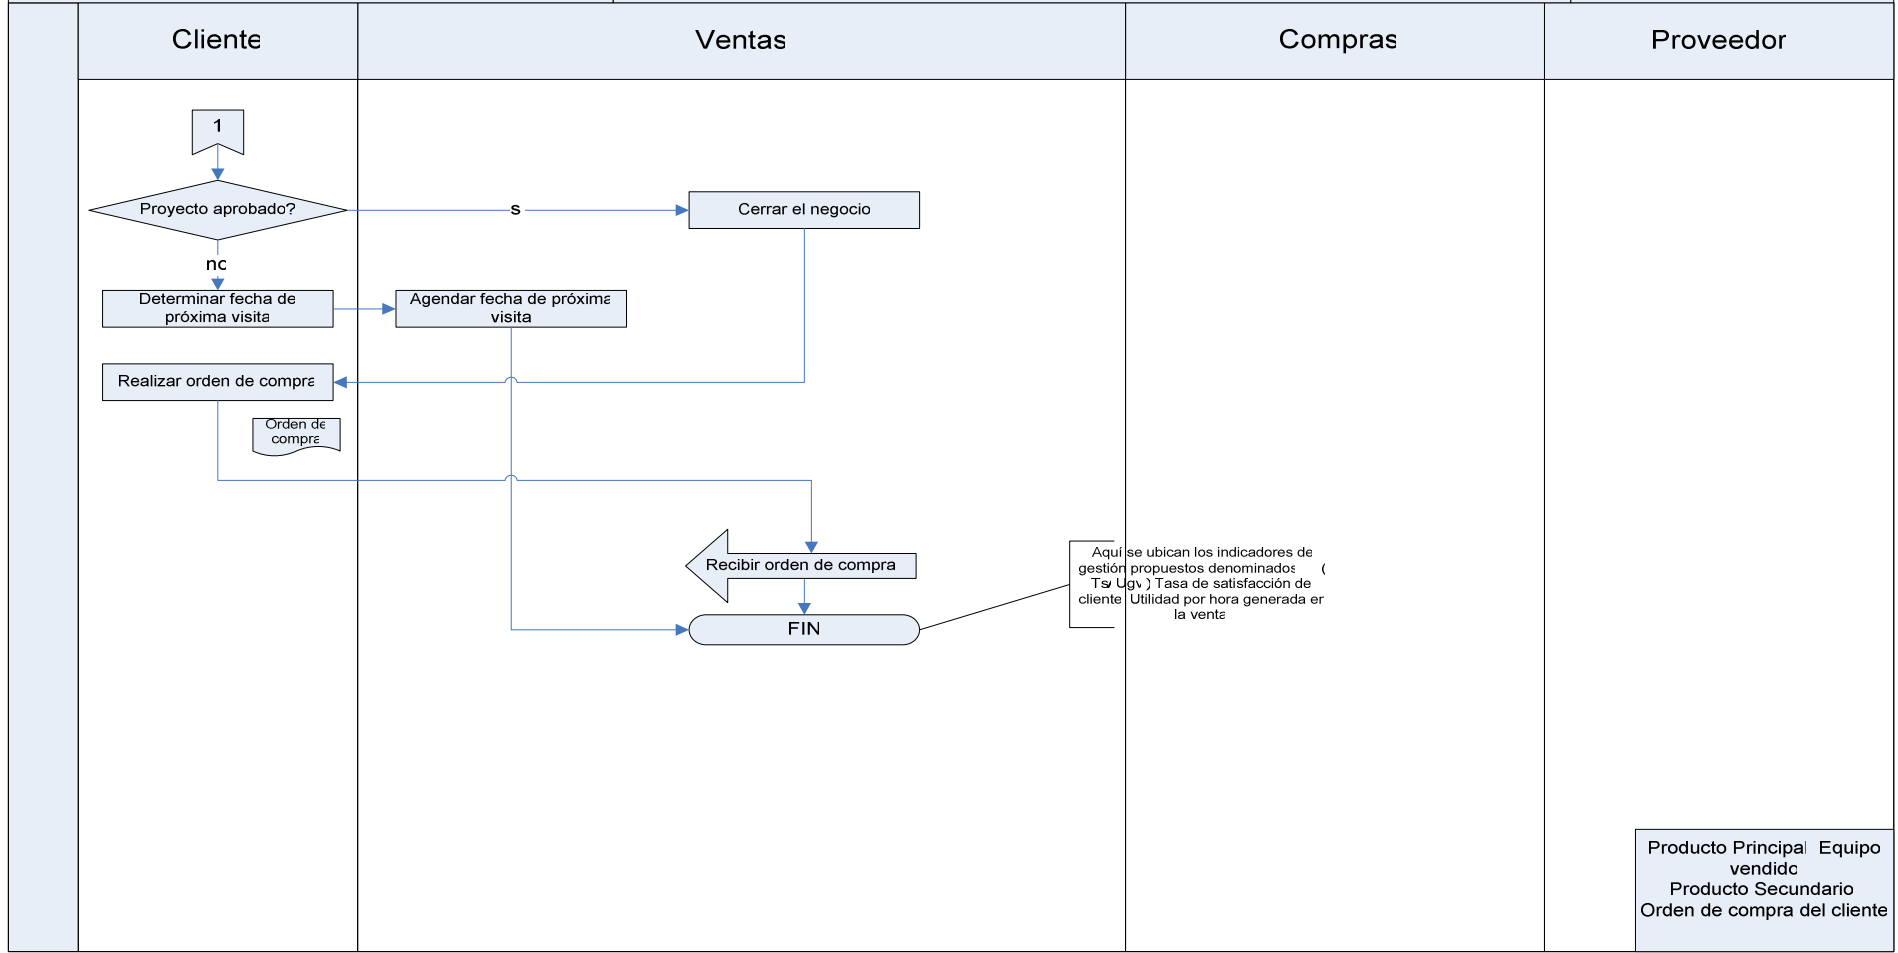 Cliente
Ventas
Compras
Proveedor
1
Proyecto aprobado?
s
Cerrar el negocio
no
Determinar fecha de
próxima visita
Agendar fecha de próxima
visita
Realizar orden de compra
Orden de
compra
Recibir orden de compra
FIN
Aquí se ubican los indicadores de
gestión propuestos denominados (
Ts Ugv ) Tasa de satisfacción de
cliente Utilidad por hora generada en
la venta
Producto Principal Equipo
vendido
Producto Secundario
Orden de compra del cliente